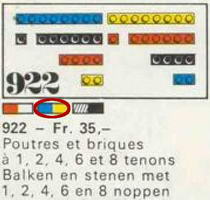 922
922 – Fr. 35,–
Poutres et briques
à 1, 2, 4, 6 et 8 tenons
Balken en stenen met
1, 2, 4, 6 en 8 noppen